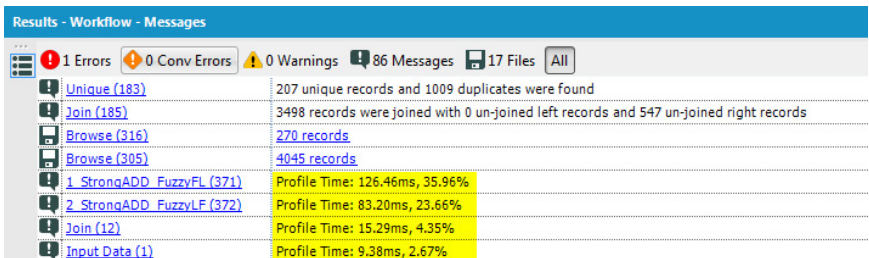 Results - Workflow - Messages
1 Errors 0 Conv Errors 0 Warnings 86 Messages 17 Files All
Unique (183) 207 unique records and 1009 duplicates were found
Join (185) 3498 records were joined with 0 un-joined left records and 547 un-joined right records
Browse (316) 270 records
Browse (305) 4045 records
1_StrongADD_FuzzyFL (371) Profile Time: 126.46ms, 35.96%
2_StrongADD_FuzzyLF (372) Profile Time: 83.20ms, 23.66%
Join (12) Profile Time: 15.29ms, 4.35%
Input Data (1) Profile Time: 9.38ms, 2.67%